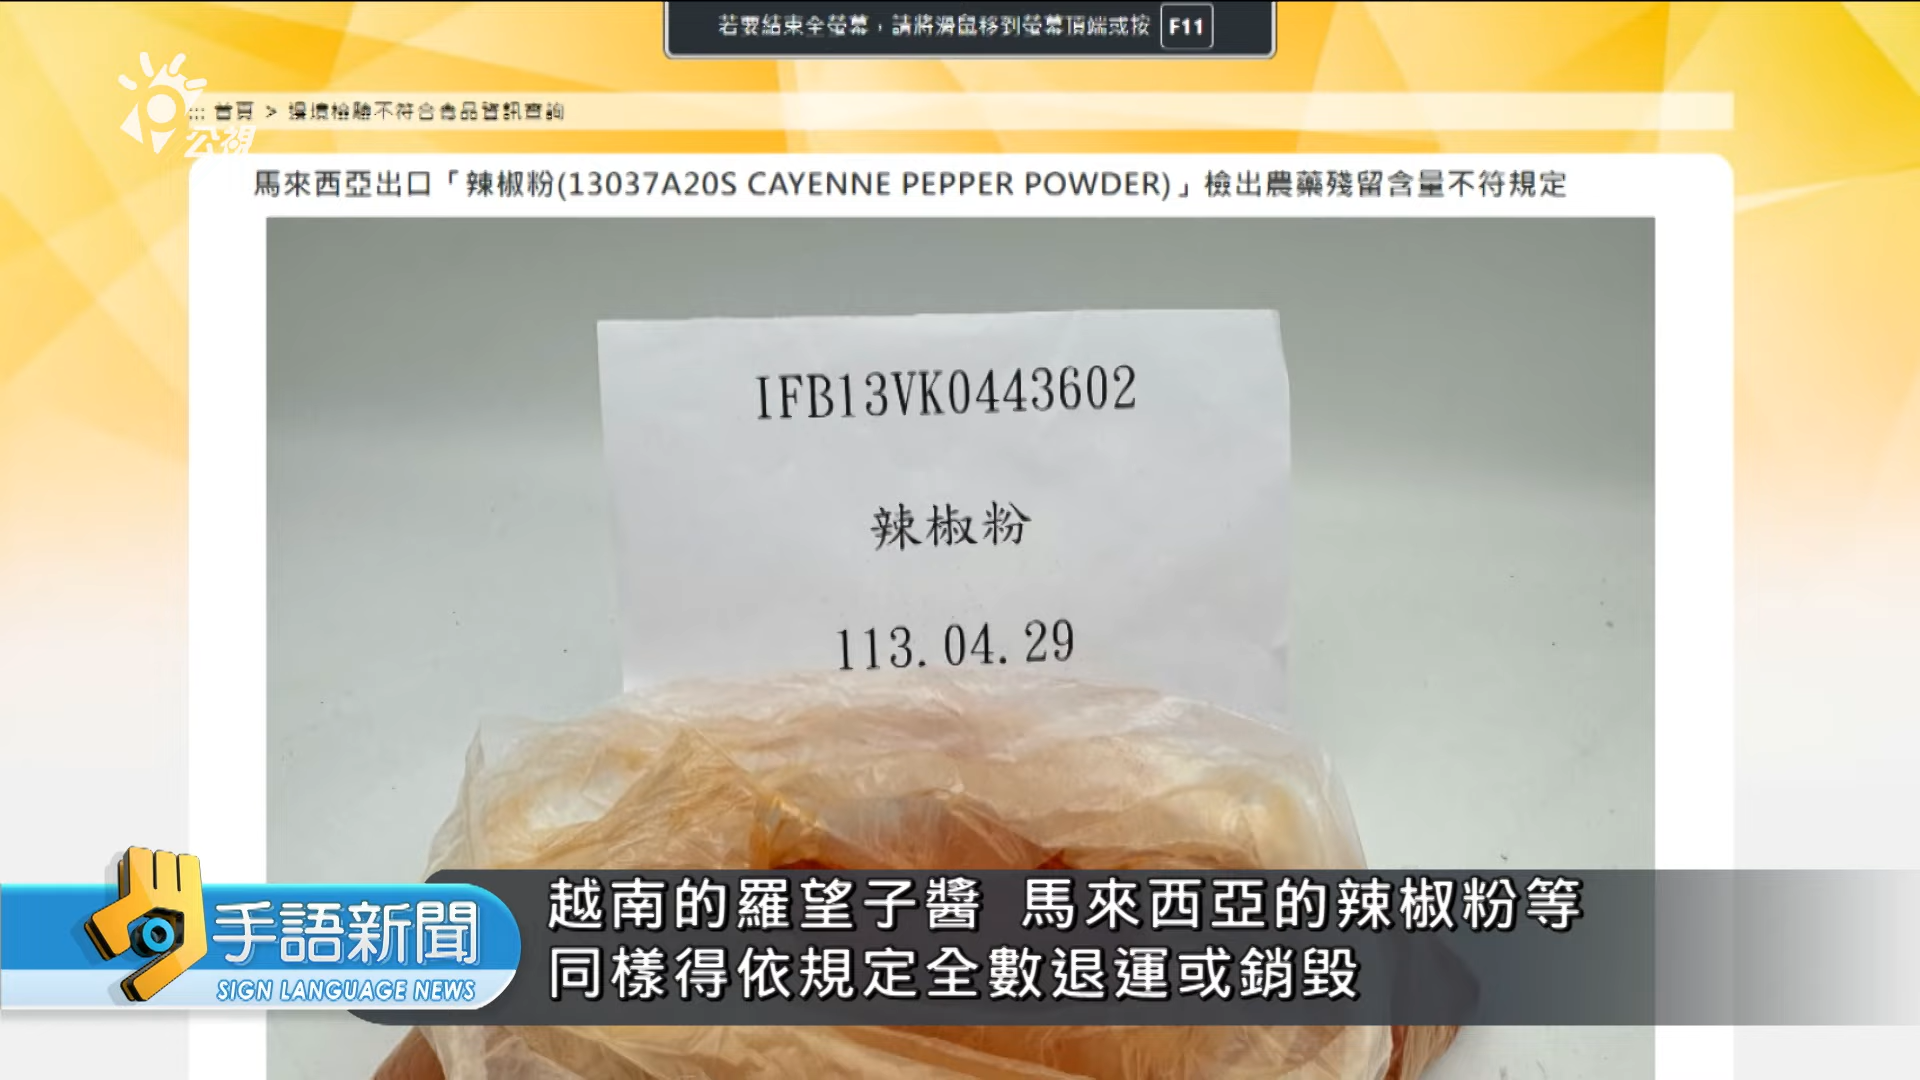 若要結束全螢幕，請將滑鼠移到螢幕頂端或按 F11
公視
::: 首頁 > 邊境檢驗不符合食品資訊查詢
馬來西亞出口「辣椒粉(13037A20S CAYENNE PEPPER POWDER)」檢出農藥殘留含量不符規定
IFB13VK0443602
辣椒粉
113.04.29
手語新聞
SIGN LANGUAGE NEWS
越南的羅望子醬 馬來西亞的辣椒粉等
同樣得依規定全數退運或銷毀